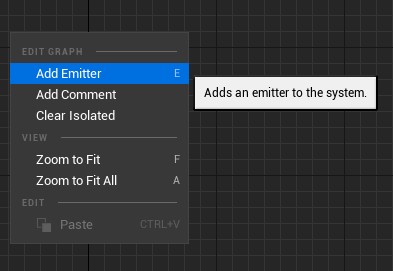 EDIT GRAPH
Add Emitter E
Adds an emitter to the system.
Add Comment
Clear Isolated
VIEW
Zoom to Fit F
Zoom to Fit All A
EDIT
Paste CTRL+V